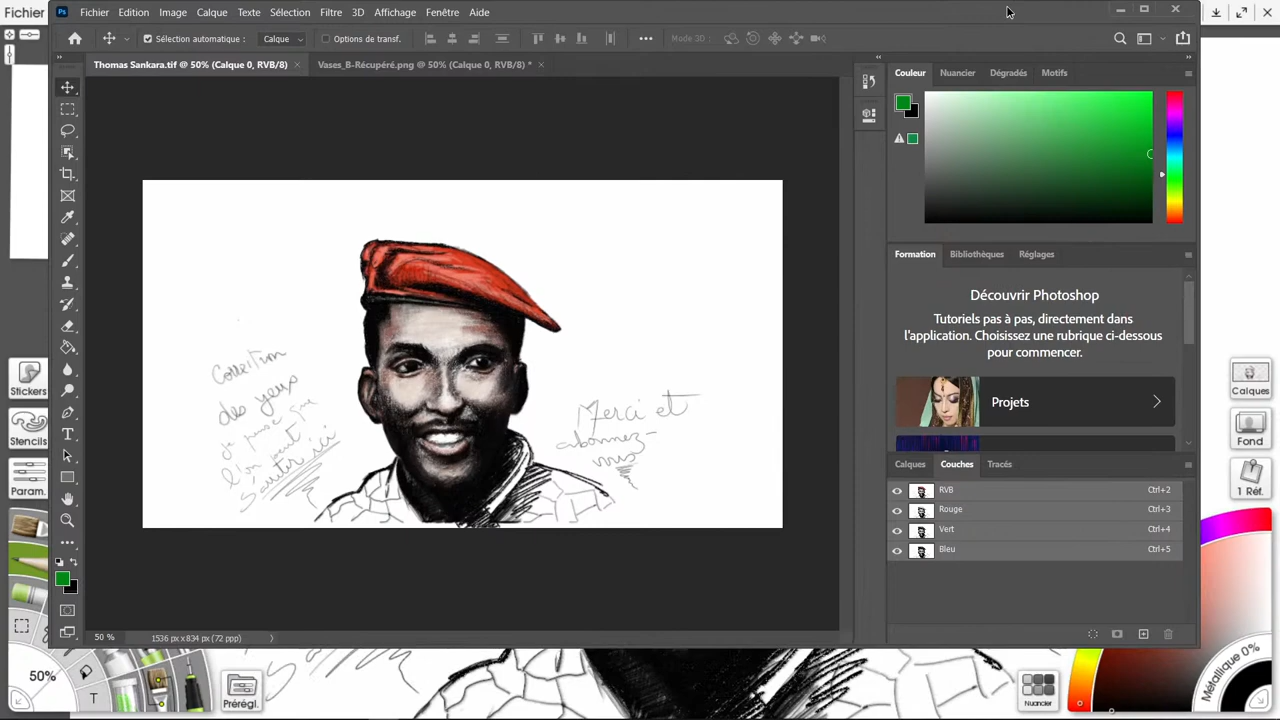 Fichier
Ps Fichier Edition Image Calque Texte Sélection Filtre 3D Affichage Fenêtre Aide
Sélection automatique : Calque Options de transf. Mode 3D :
Thomas Sankara.tif @ 50% (Calque 0, RVB/8) Vases_B-Récupéré.png @ 50% (Calque 0, RVB/8) *
Couleur Nuancier Dégradés Motifs
Formation Bibliothèques Réglages
Découvrir Photoshop
Tutoriels pas à pas, directement dans
l'application. Choisissez une rubrique ci-dessous
pour commencer.
Projets
Calques Couches Tracés
RVB Ctrl+2
Rouge Ctrl+3
Vert Ctrl+4
Bleu Ctrl+5
des yeux
Merci et
abonnez-
Stickers
Stencils
Param.
Calques
Fond
1 Réf.
50 % 1536 px x 834 px (72 ppp)
50%
T
Prérégl.
Nuancier
Métallique 0%